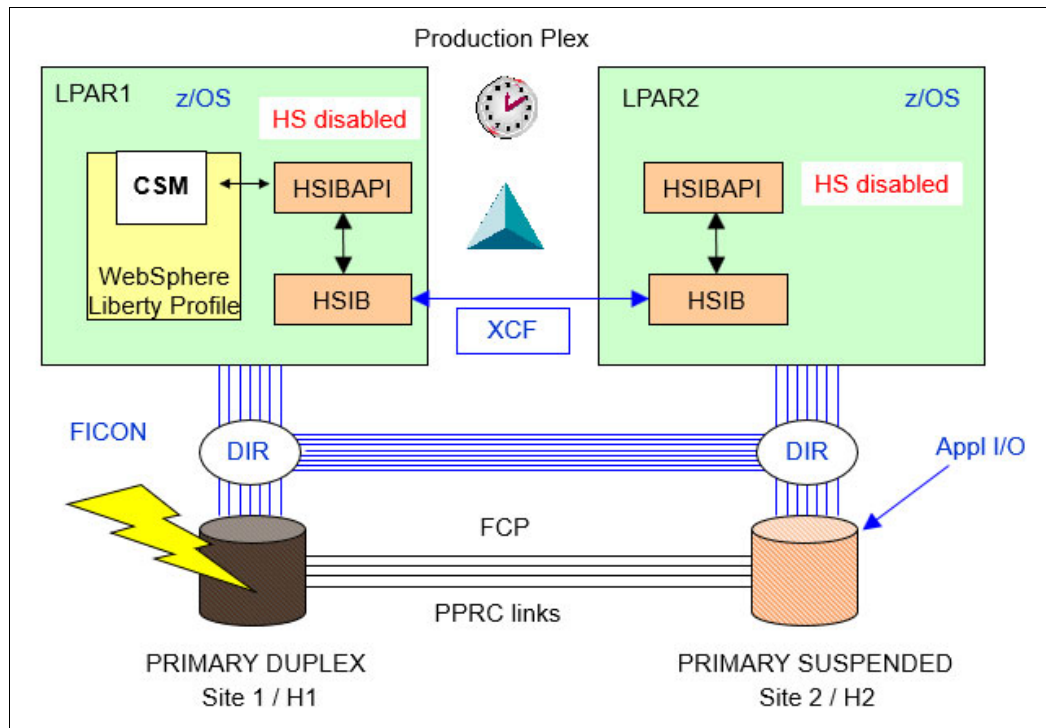 Production Plex
LPAR1
z/OS
HS disabled
CSM
HSIBAPI
WebSphere
Liberty Profile
HSIB
XCF
LPAR2
z/OS
HSIBAPI
HS disabled
HSIB
FICON
DIR
DIR
Appl I/O
FCP
PPRC links
PRIMARY DUPLEX
Site 1 / H1
PRIMARY SUSPENDED
Site 2 / H2